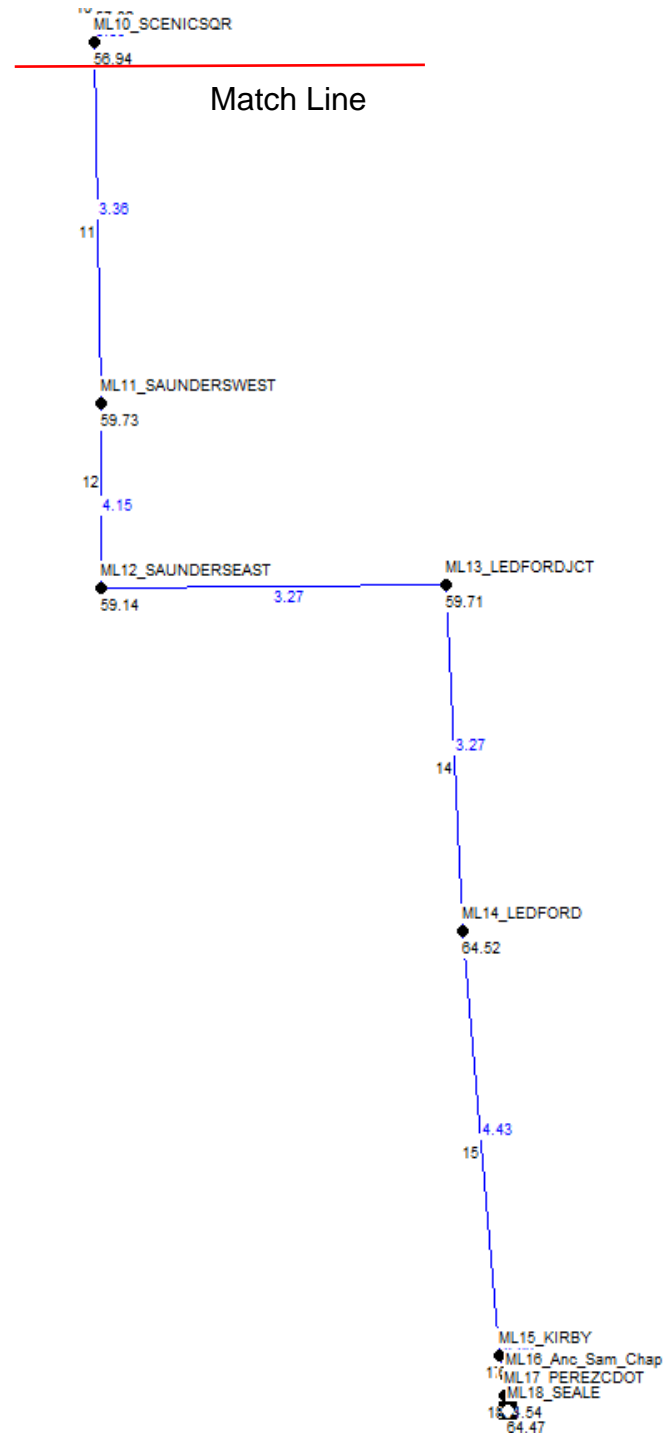 ML10_SCENICSQR
56.94
Match Line
3.36
11
ML11_SAUNDERSWEST
59.73
12
4.15
ML12_SAUNDERSEAST
59.14
3.27
ML13_LEDFORDJCT
59.71
3.27
14
ML14_LEDFORD
64.52
4.43
15
ML15_KIRBY
ML16_Anc_Sam_Chap
ML17_PEREZCDOT
ML18_SEALE
64.47